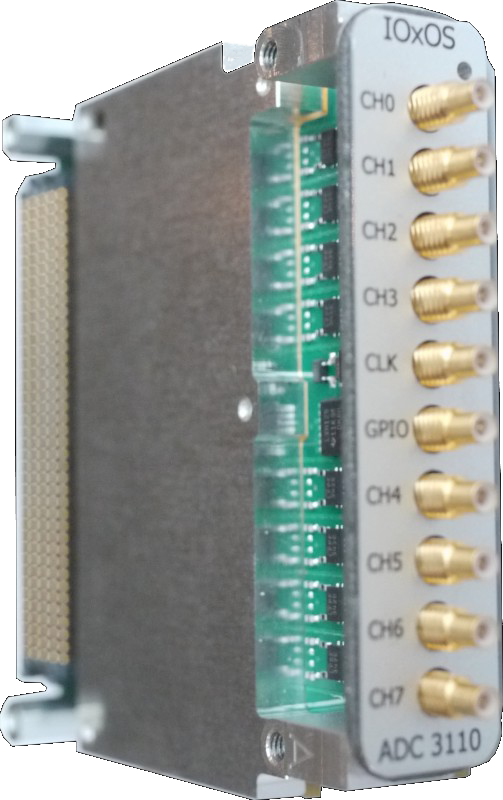 IOxOS
CH0
CH1
CH2
CH3
CLK
GPIO
CH4
CH5
CH6
CH7
ADC 3110